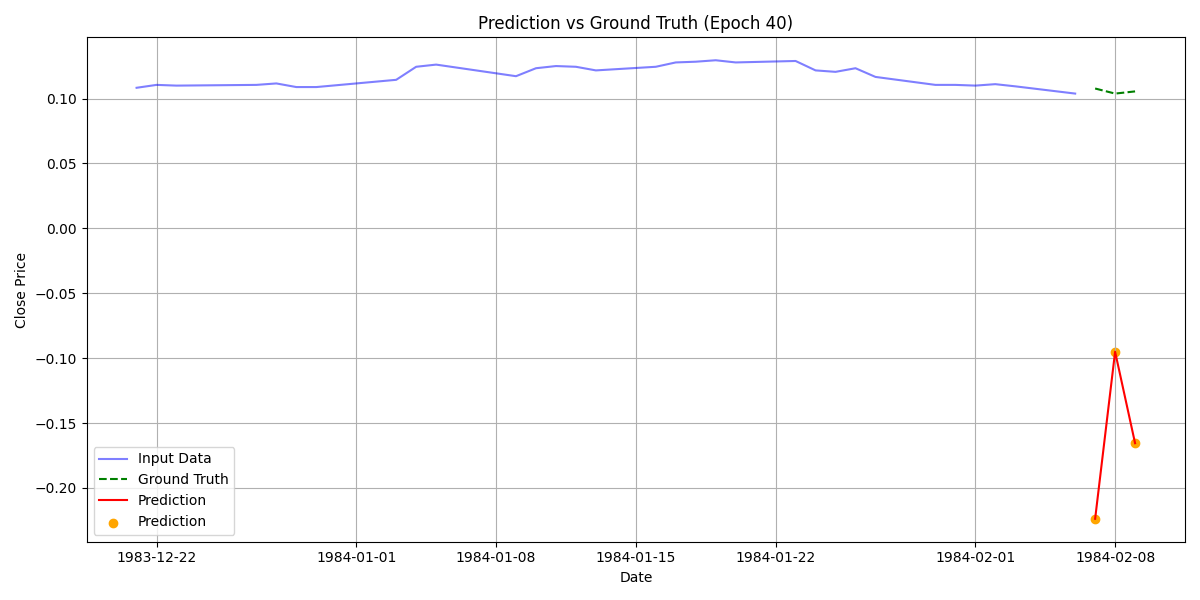 Prediction vs Ground Truth (Epoch 40)
Close Price
0.10
0.05
0.00
−0.05
−0.10
−0.15
−0.20
Input Data
Ground Truth
Prediction
Prediction
1983-12-22
1984-01-01
1984-01-08
1984-01-15
1984-01-22
1984-02-01
1984-02-08
Date